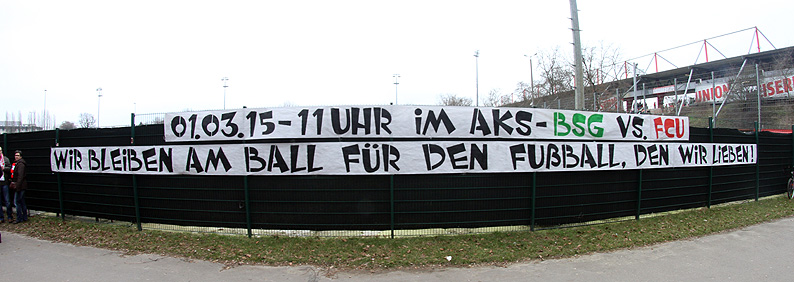 01.03.15-11 UHR iM AKS-BSG VS. FCU
WiR BLEiBEN AM BALL FÜR DEN FUẞBALL, DEN WiR LiEBEN!
UNION